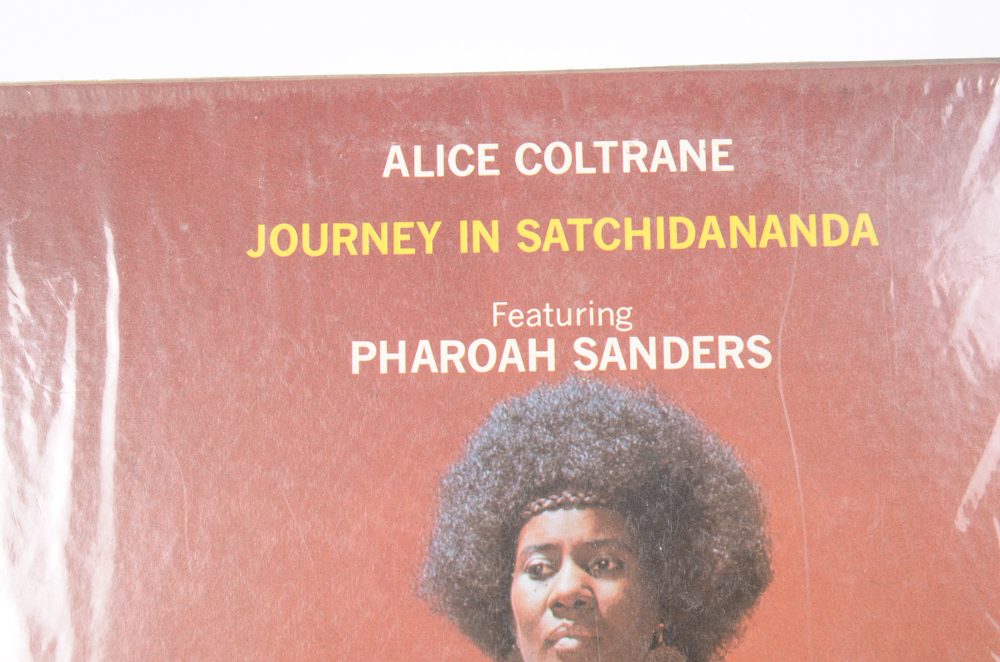 ALICE COLTRANE
JOURNEY IN SATCHIDANANDA
Featuring
PHAROAH SANDERS